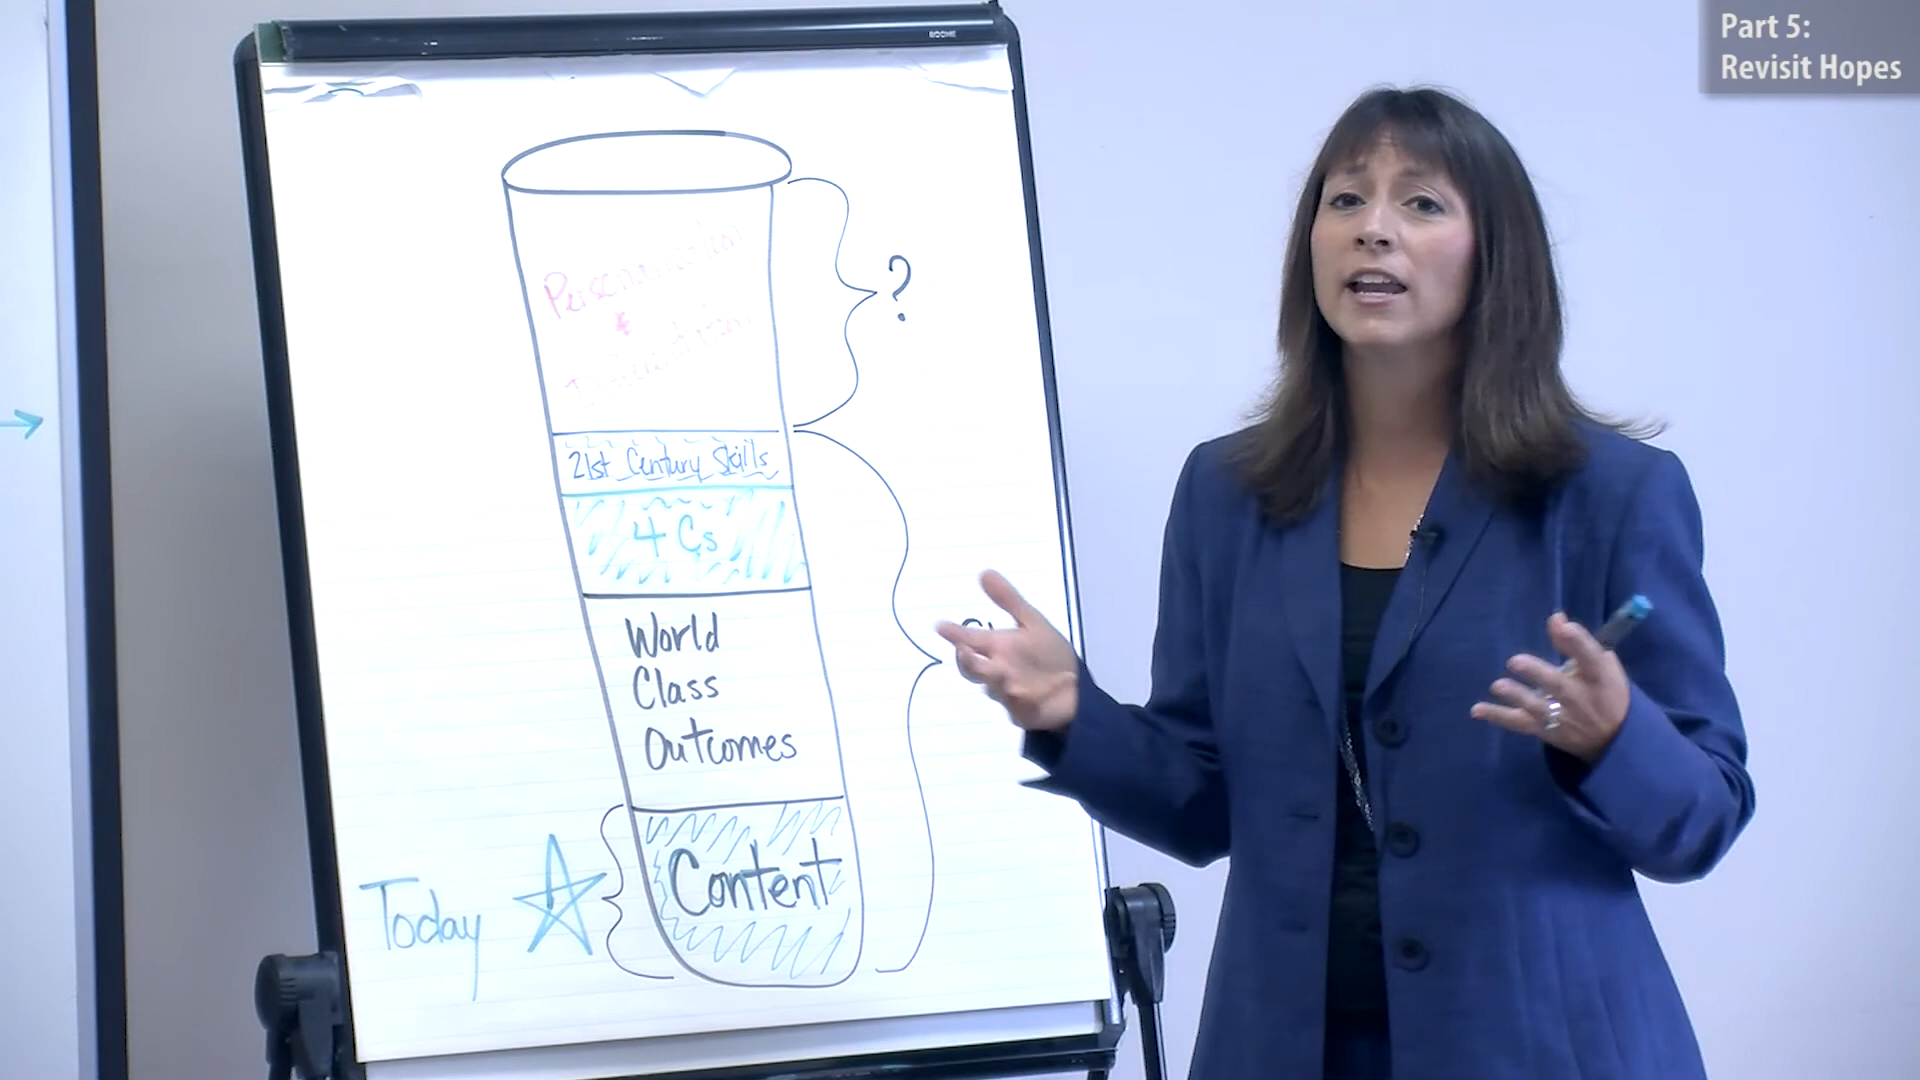 Part 5:
Revisit Hopes
?
21st Century Skills
4 Cs
World
Class
Outcomes
Today
Content